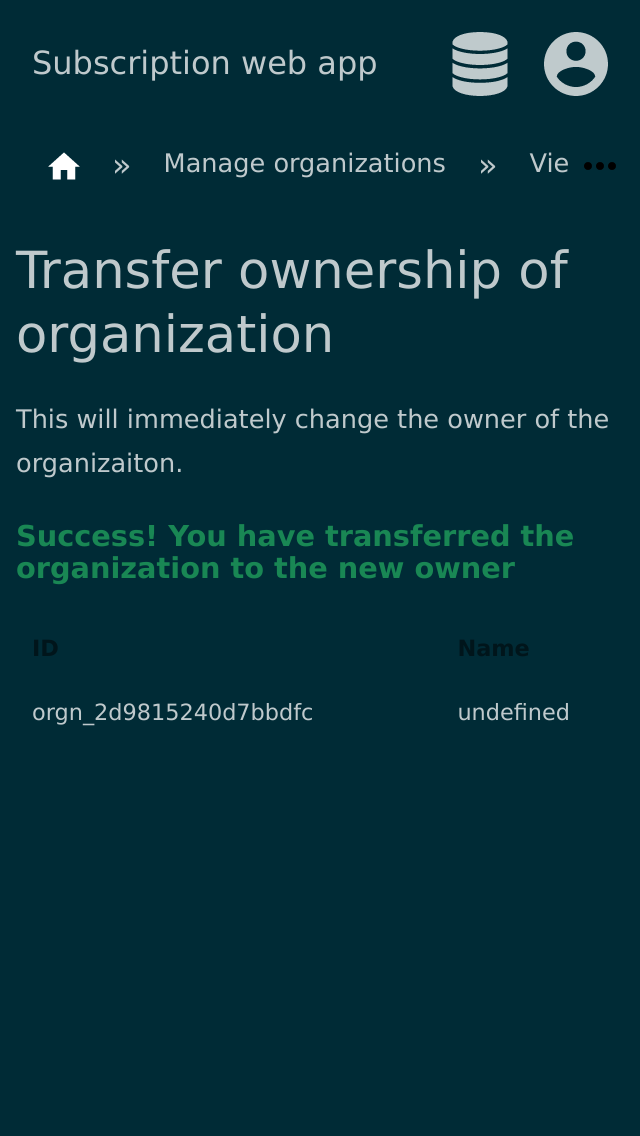 Subscription web app
» Manage organizations » Vie •••
Transfer ownership of
organization
This will immediately change the owner of the
organizaiton.
Success! You have transferred the
organization to the new owner
ID Name
orgn_2d9815240d7bbdfc undefined